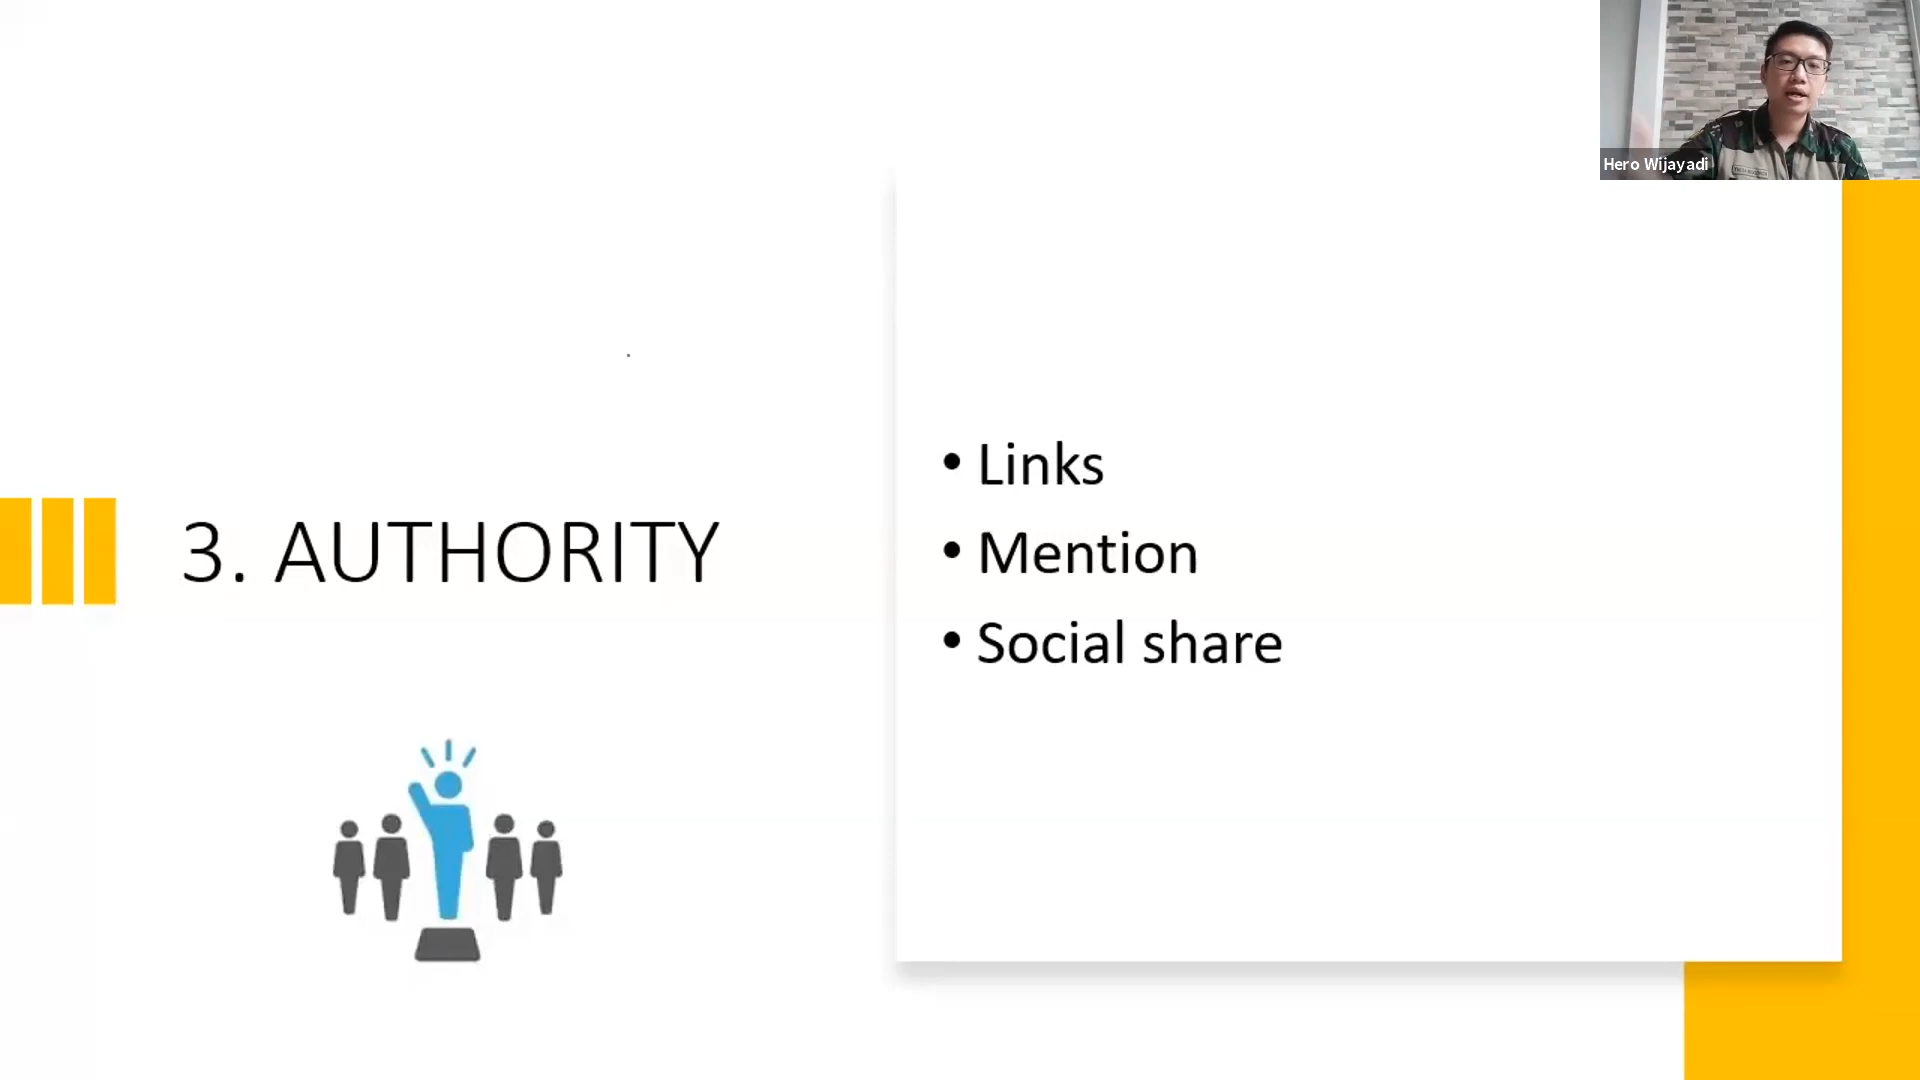 Hero Wijayadi
3. AUTHORITY
• Links
• Mention
• Social share